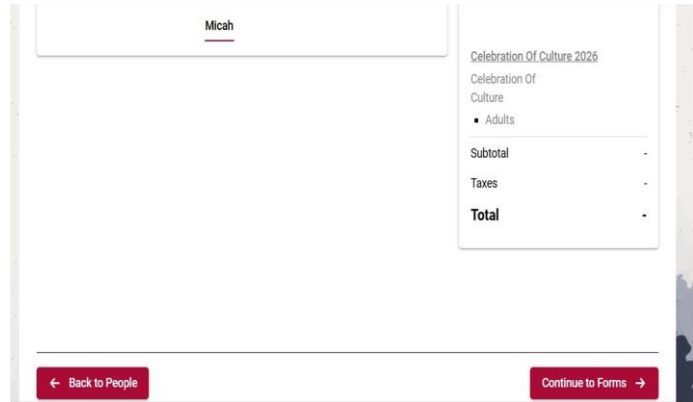 Micah
Celebration Of Culture 2026
Celebration Of
Culture
▪ Adults
Subtotal -
Taxes -
Total -
← Back to People
Continue to Forms →